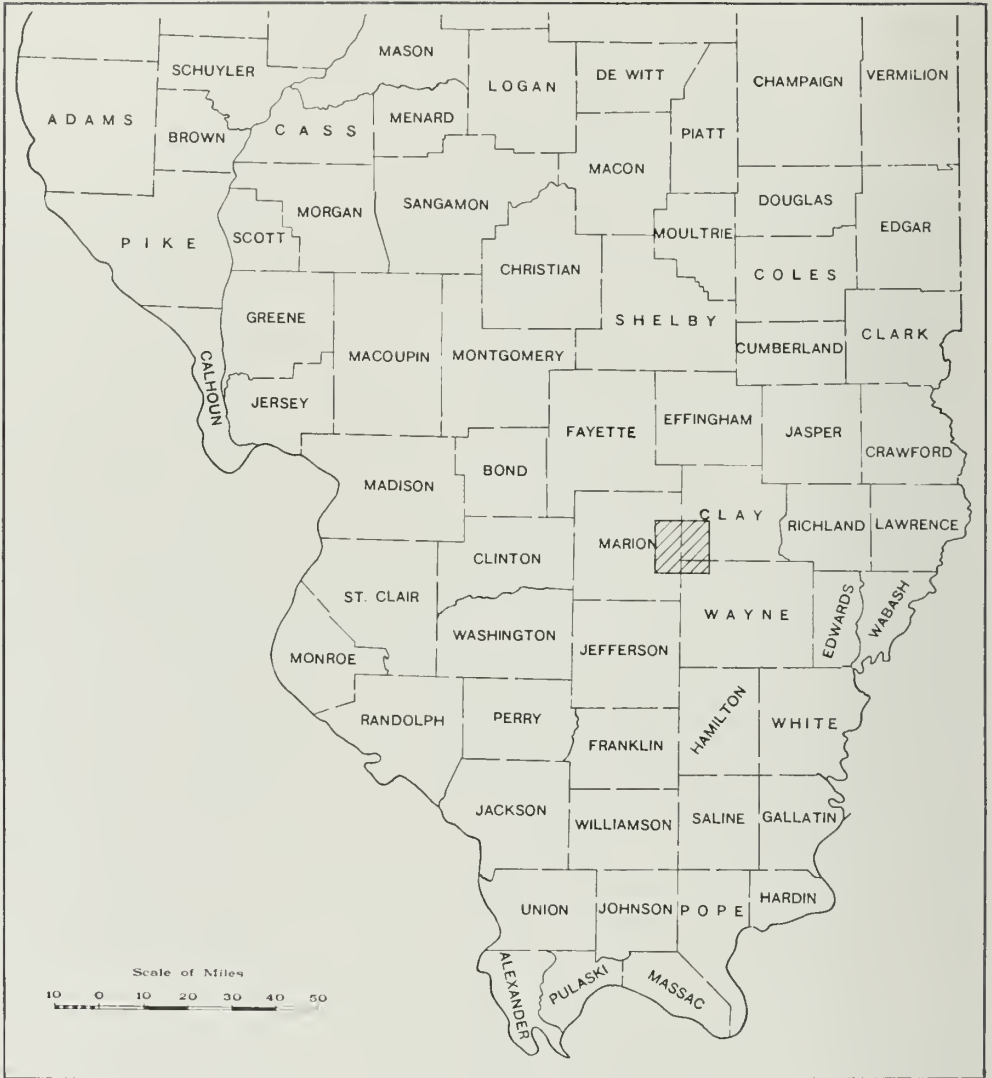 MASON
SCHUYLER
LOGAN
DE WITT
CHAMPAIGN
VERMILION
ADAMS
BROWN
CASS
MENARD
PIATT
MACON
SANGAMON
DOUGLAS
MORGAN
SCOTT
MOULTRIE
EDGAR
PIKE
CHRISTIAN
COLES
GREENE
SHELBY
MACOUPIN
MONTGOMERY
CUMBERLAND
CLARK
CALHOUN
JERSEY
FAYETTE
EFFINGHAM
JASPER
CRAWFORD
MADISON
BOND
CLAY
RICHLAND
LAWRENCE
MARION
CLINTON
ST. CLAIR
WAYNE
EDWARDS
WABASH
WASHINGTON
JEFFERSON
MONROE
RANDOLPH
PERRY
HAMILTON
WHITE
FRANKLIN
JACKSON
WILLIAMSON
SALINE
GALLATIN
UNION
JOHNSON
POPE
HARDIN
ALEXANDER
PULASKI
MASSAC
Scale of Miles
10 0 10 20 30 40 50